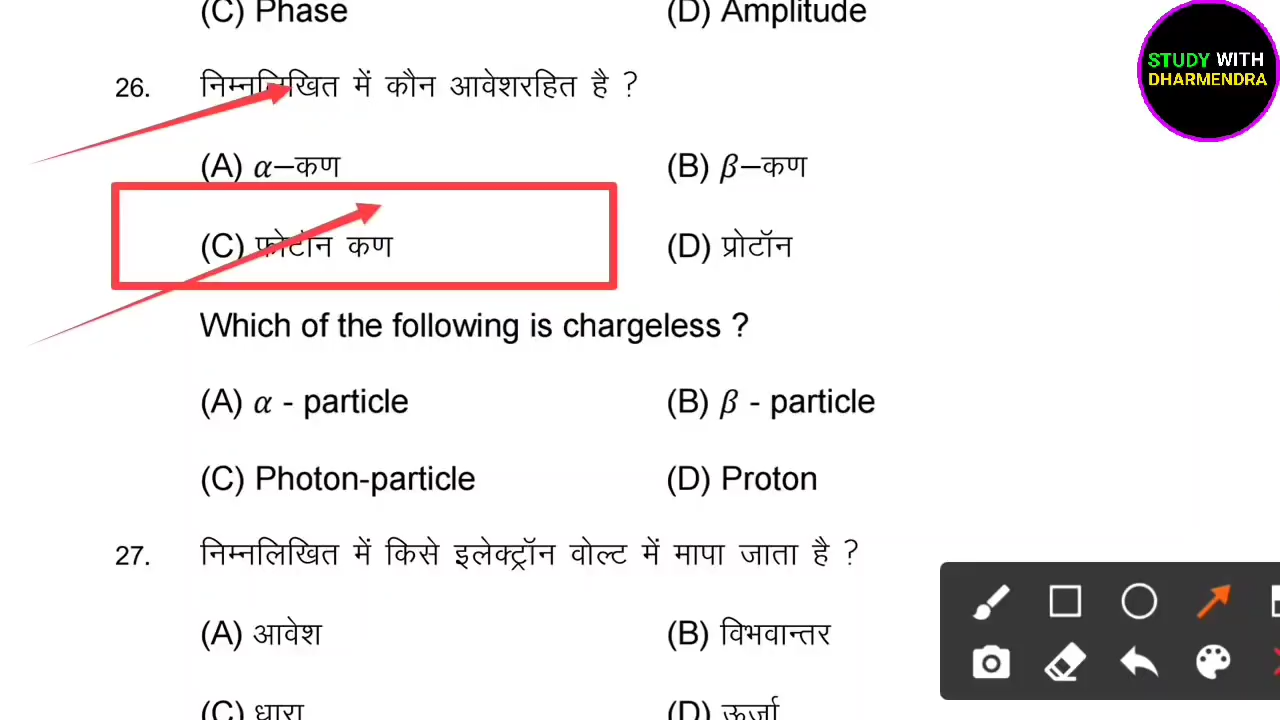 (C) Phase (D) Amplitude
STUDY WITH
DHARMENDRA
26. निम्नलिखित में कौन आवेशरहित है ?
(A) α–कण (B) β–कण
(C) फ़ोटॉन कण (D) प्रोटॉन
Which of the following is chargeless ?
(A) α - particle (B) β - particle
(C) Photon-particle (D) Proton
27. निम्नलिखित में किसे इलेक्ट्रॉन वोल्ट में मापा जाता है ?
(A) आवेश (B) विभवान्तर
(C) धारा (D) ऊर्जा